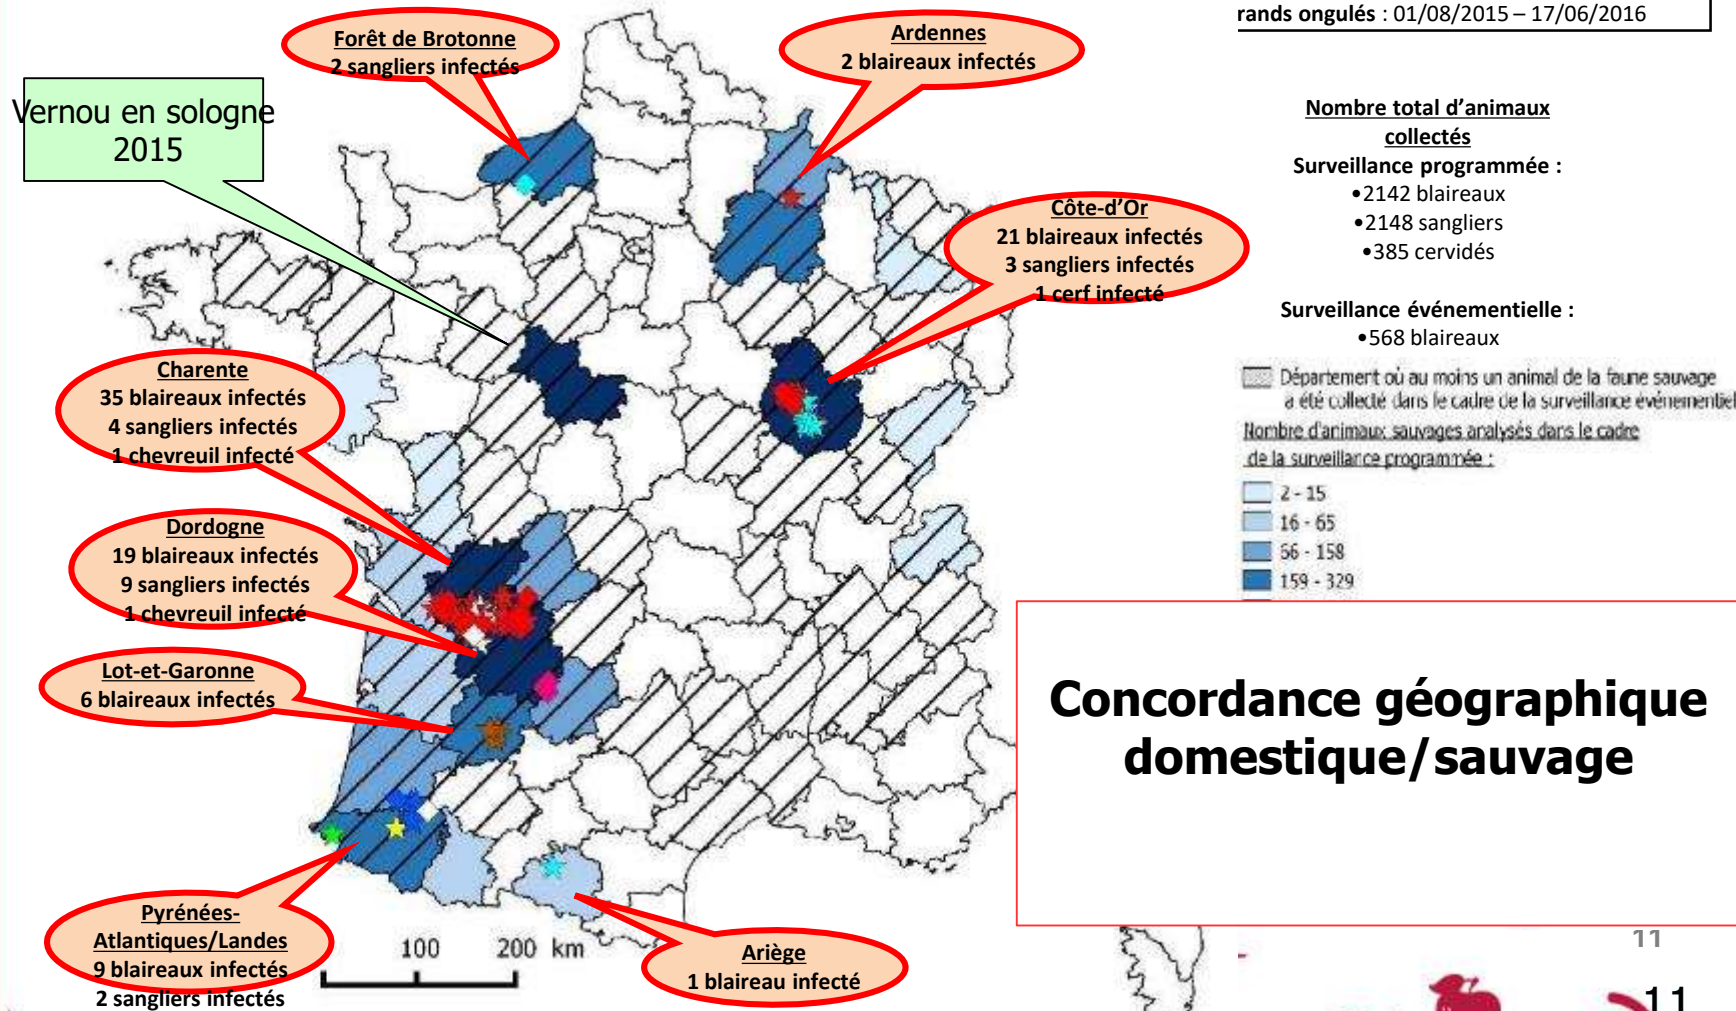 rands ongulés : 01/08/2015 – 17/06/2016
Forêt de Brotonne
2 sangliers infectés
Ardennes
2 blaireaux infectés
Vernou en sologne
2015
Côte-d’Or
21 blaireaux infectés
3 sangliers infectés
1 cerf infecté
Charente
35 blaireaux infectés
4 sangliers infectés
1 chevreuil infecté
Dordogne
19 blaireaux infectés
9 sangliers infectés
1 chevreuil infecté
Lot-et-Garonne
6 blaireaux infectés
Pyrénées-
Atlantiques/Landes
9 blaireaux infectés
2 sangliers infectés
Ariège
1 blaireau infecté
100 200 km
Nombre total d’animaux
collectés
Surveillance programmée :
•2142 blaireaux
•2148 sangliers
•385 cervidés
Surveillance événementielle :
•568 blaireaux
Département où au moins un animal de la faune sauvage
a été collecté dans le cadre de la surveillance événementiel
Nombre d'animaux sauvages analysés dans le cadre
de la surveillance programmée :
2 - 15
16 - 65
66 - 158
159 - 329
Concordance géographique
domestique/sauvage
11
11